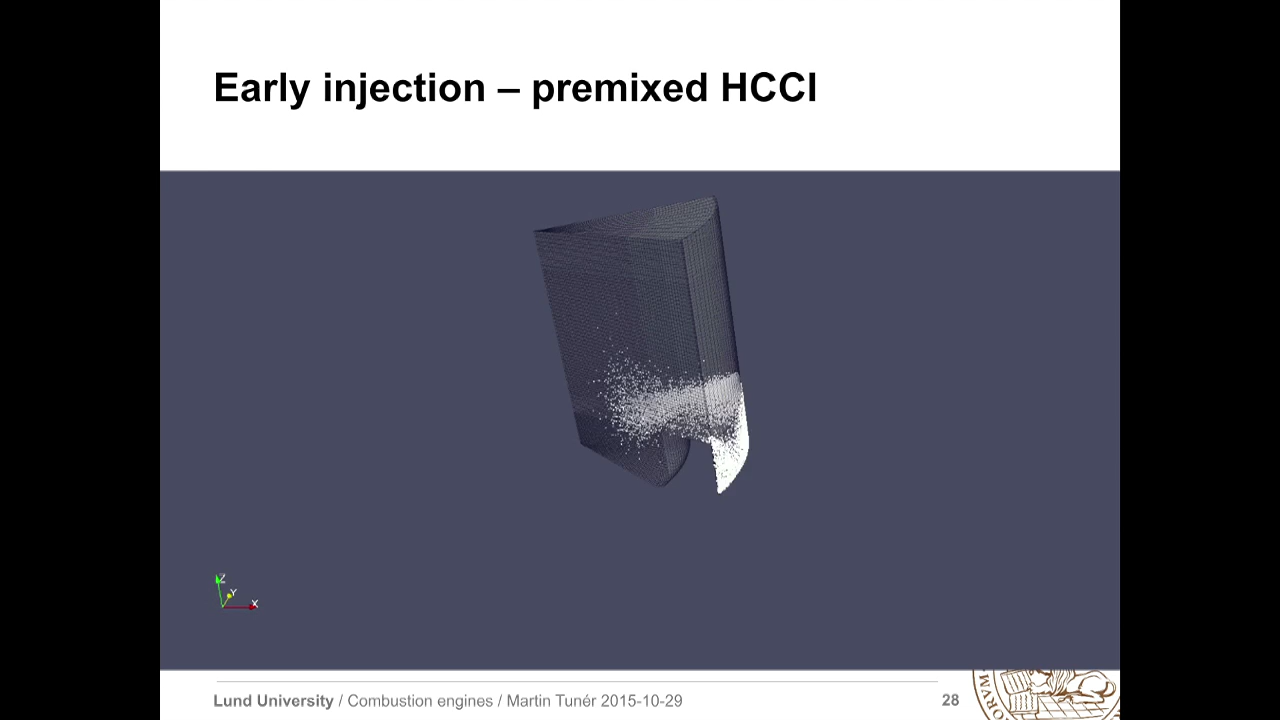 Early injection – premixed HCCI
Z
Y
X
Lund University / Combustion engines / Martin Tunér 2015-10-29
28